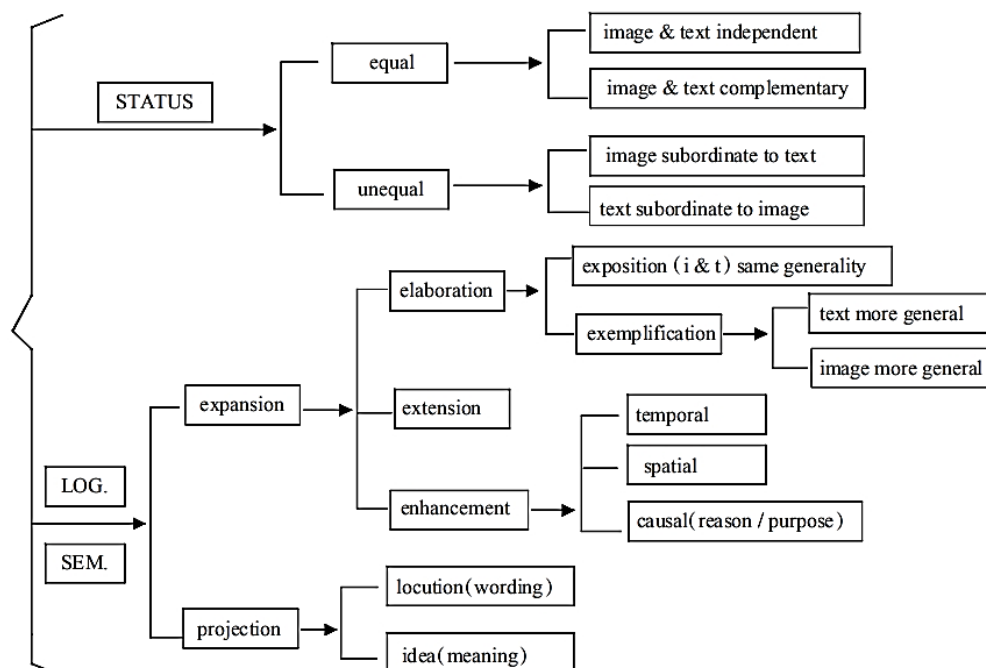 image & text independent
equal
image & text complementary
STATUS
image subordinate to text
unequal
text subordinate to image
exposition (i & t) same generality
elaboration
text more general
exemplification
image more general
expansion
extension
temporal
spatial
LOG.
enhancement
causal(reason / purpose)
SEM.
locution(wording)
projection
idea(meaning)